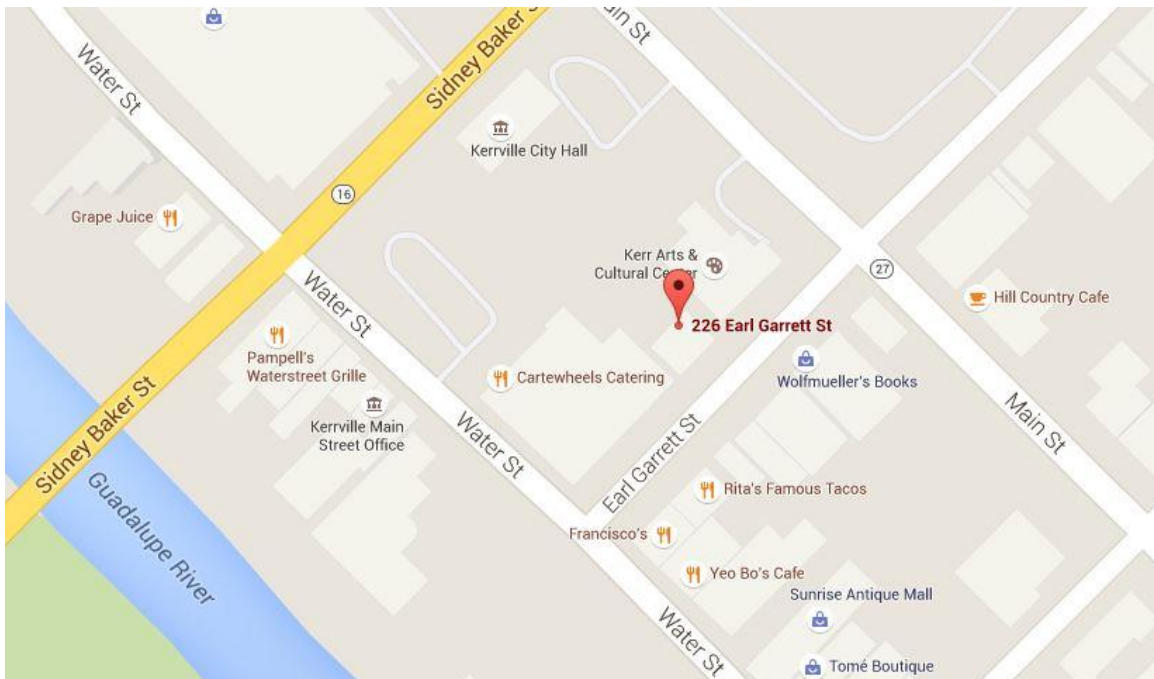 Water St
Sidney Baker St
ain St
Kerrville City Hall
16
Grape Juice
Kerr Arts &
Cultural Center
27
Hill Country Cafe
Water St
226 Earl Garrett St
Pampell's
Waterstreet Grille
Cartewheels Catering
Wolfmueller's Books
Kerrville Main
Street Office
Sidney Baker St
Main St
Water St
Earl Garrett St
Guadalupe River
Rita's Famous Tacos
Francisco's
Yeo Bo's Cafe
Sunrise Antique Mall
Water St
Tomé Boutique